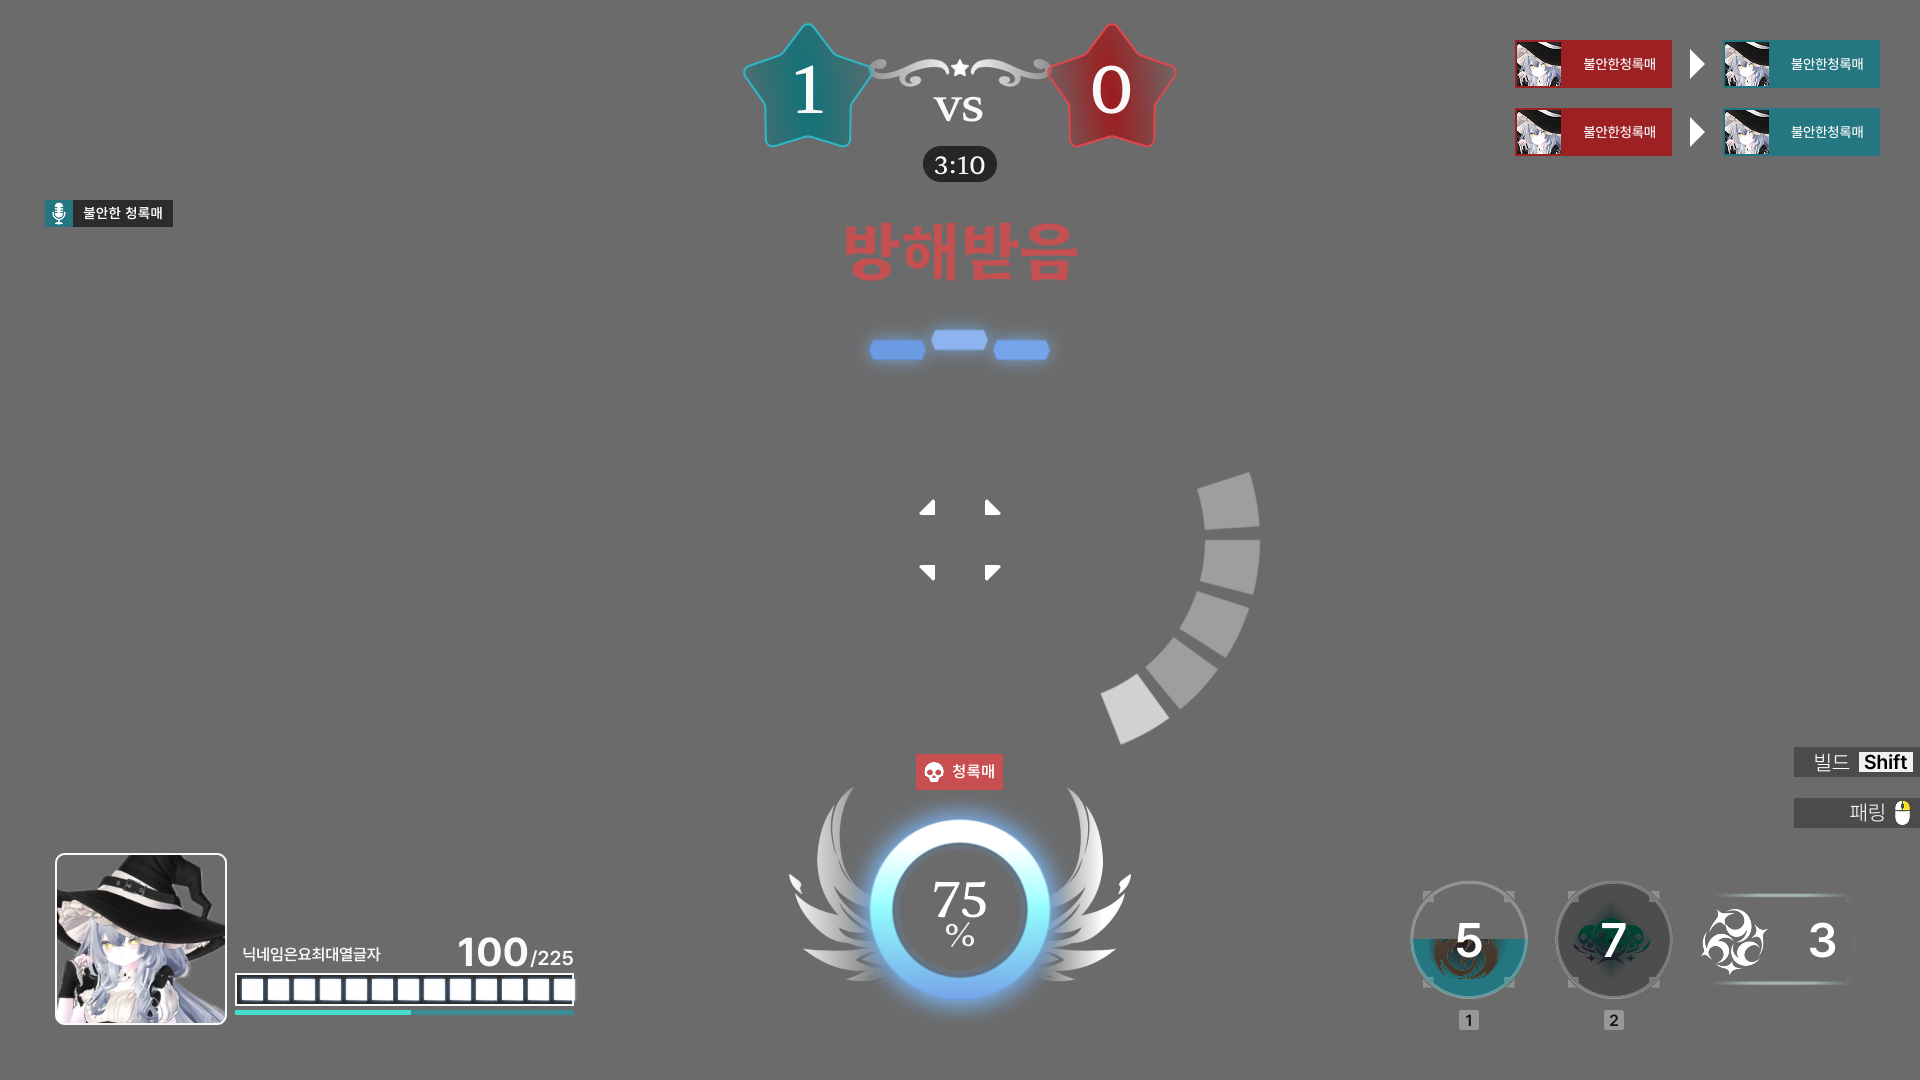 1
vs
0
3:10
불안한청록매
불안한청록매
불안한청록매
불안한청록매
불안한 청록매
방해받음
청록매
빌드 Shift
패링
75
%
닉네임은요최대열글자
100/225
5
7
3
1
2